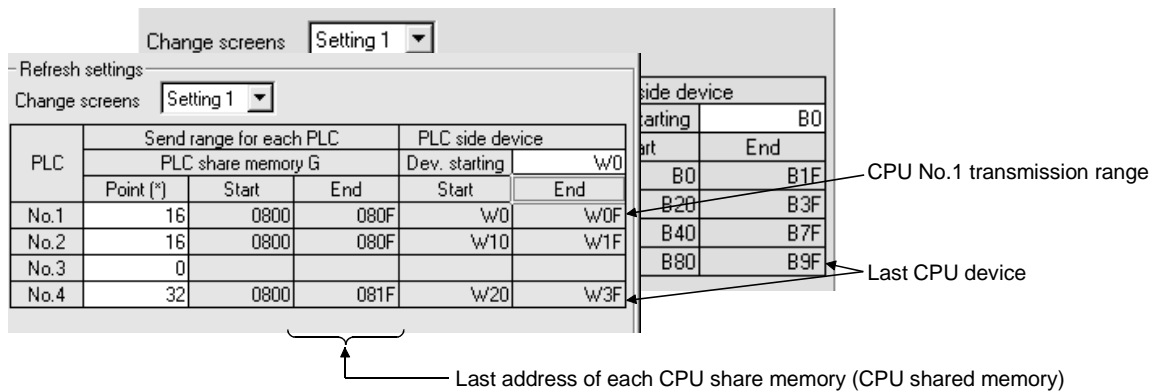 Change screens Setting 1
Refresh settings
Change screens Setting 1
PLC Send range for each PLC PLC side device
PLC share memory G Dev. starting W0
Point (*) Start End Start End
No.1 16 0800 080F W0 W0F
No.2 16 0800 080F W10 W1F
No.3 0
No.4 32 0800 081F W20 W3F
side device
tarting B0
art End
B0 B1F
B20 B3F
B40 B7F
B80 B9F
CPU No.1 transmission range
Last CPU device
Last address of each CPU share memory (CPU shared memory)